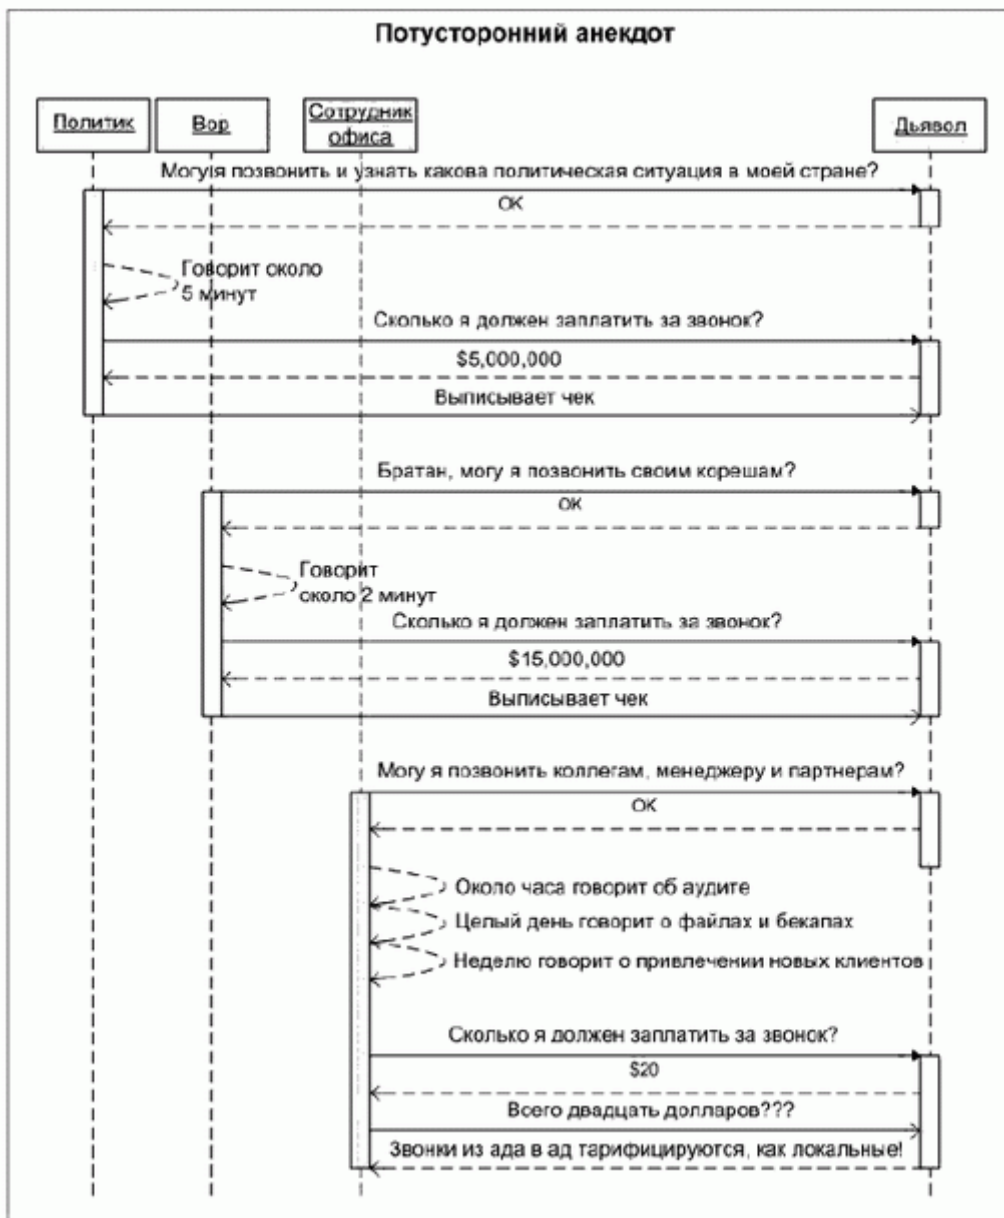 Потусторонний анекдот
Политик
Вор
Сотрудник
офиса
Дьявол
Могу я позвонить и узнать какова политическая ситуация в моей стране?
OK
Говорит около
5 минут
Сколько я должен заплатить за звонок?
$5,000,000
Выписывает чек
Братан, могу я позвонить своим корешам?
OK
Говорит
около 2 минут
Сколько я должен заплатить за звонок?
$15,000,000
Выписывает чек
Могу я позвонить коллегам, менеджеру и партнерам?
OK
Около часа говорит об аудите
Целый день говорит о файлах и бекапах
Неделю говорит о привлечении новых клиентов
Сколько я должен заплатить за звонок?
$20
Всего двадцать долларов???
Звонки из ада в ад тарифицируются, как локальные!